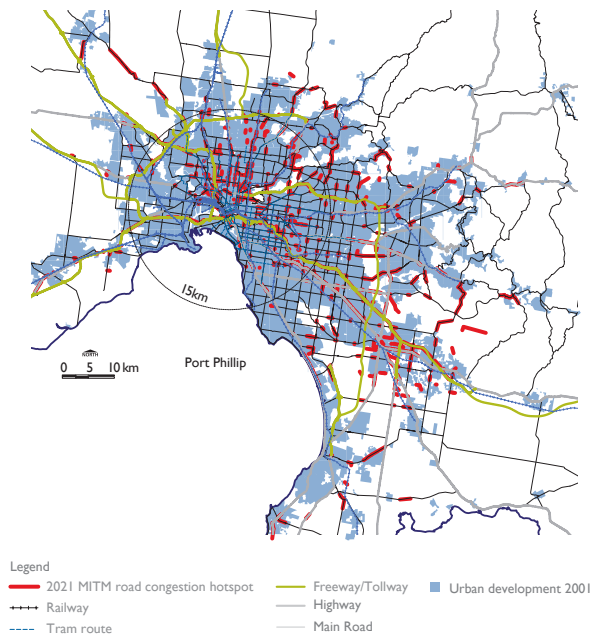 15km
NORTH
0 5 10 km
Port Phillip
Legend
2021 MITM road congestion hotspot
Railway
Tram route
Freeway/Tollway
Highway
Main Road
Urban development 2001